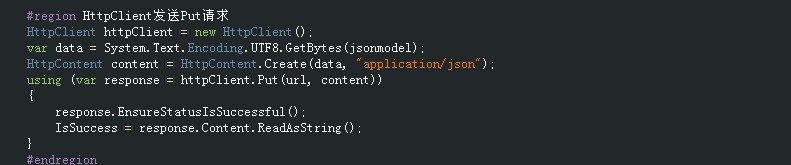 #region HttpClient发送Put请求
HttpClient httpClient = new HttpClient();
var data = System.Text.Encoding.UTF8.GetBytes(jsonmodel);
HttpContent content = HttpContent.Create(data, "application/json");
using (var response = httpClient.Put(url, content))
{
    response.EnsureStatusIsSuccessful();
    IsSuccess = response.Content.ReadAsString();
}
#endregion